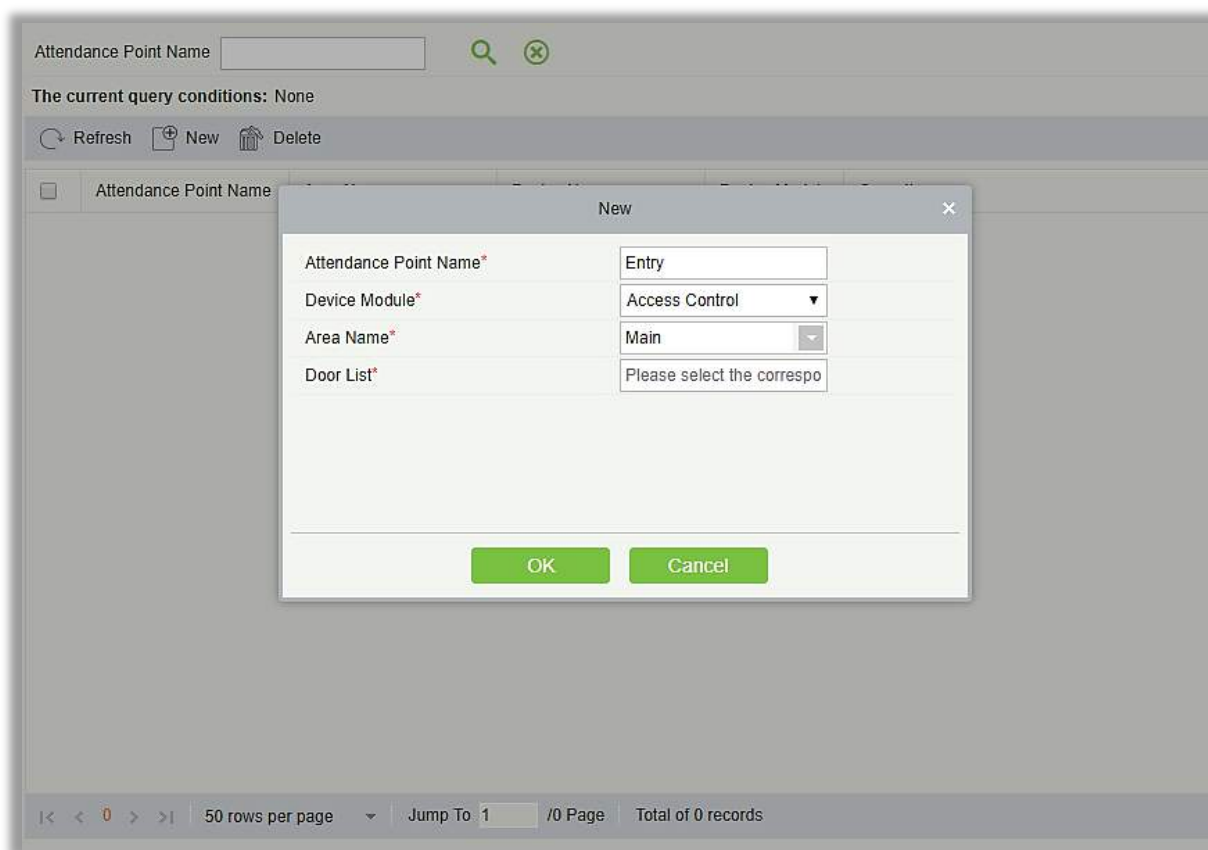 Attendance Point Name
The current query conditions: None
Refresh New Delete
Attendance Point Name
New
Attendance Point Name* Entry
Device Module* Access Control
Area Name* Main
Door List* Please select the correspo
OK Cancel
0 50 rows per page Jump To 1 /0 Page Total of 0 records